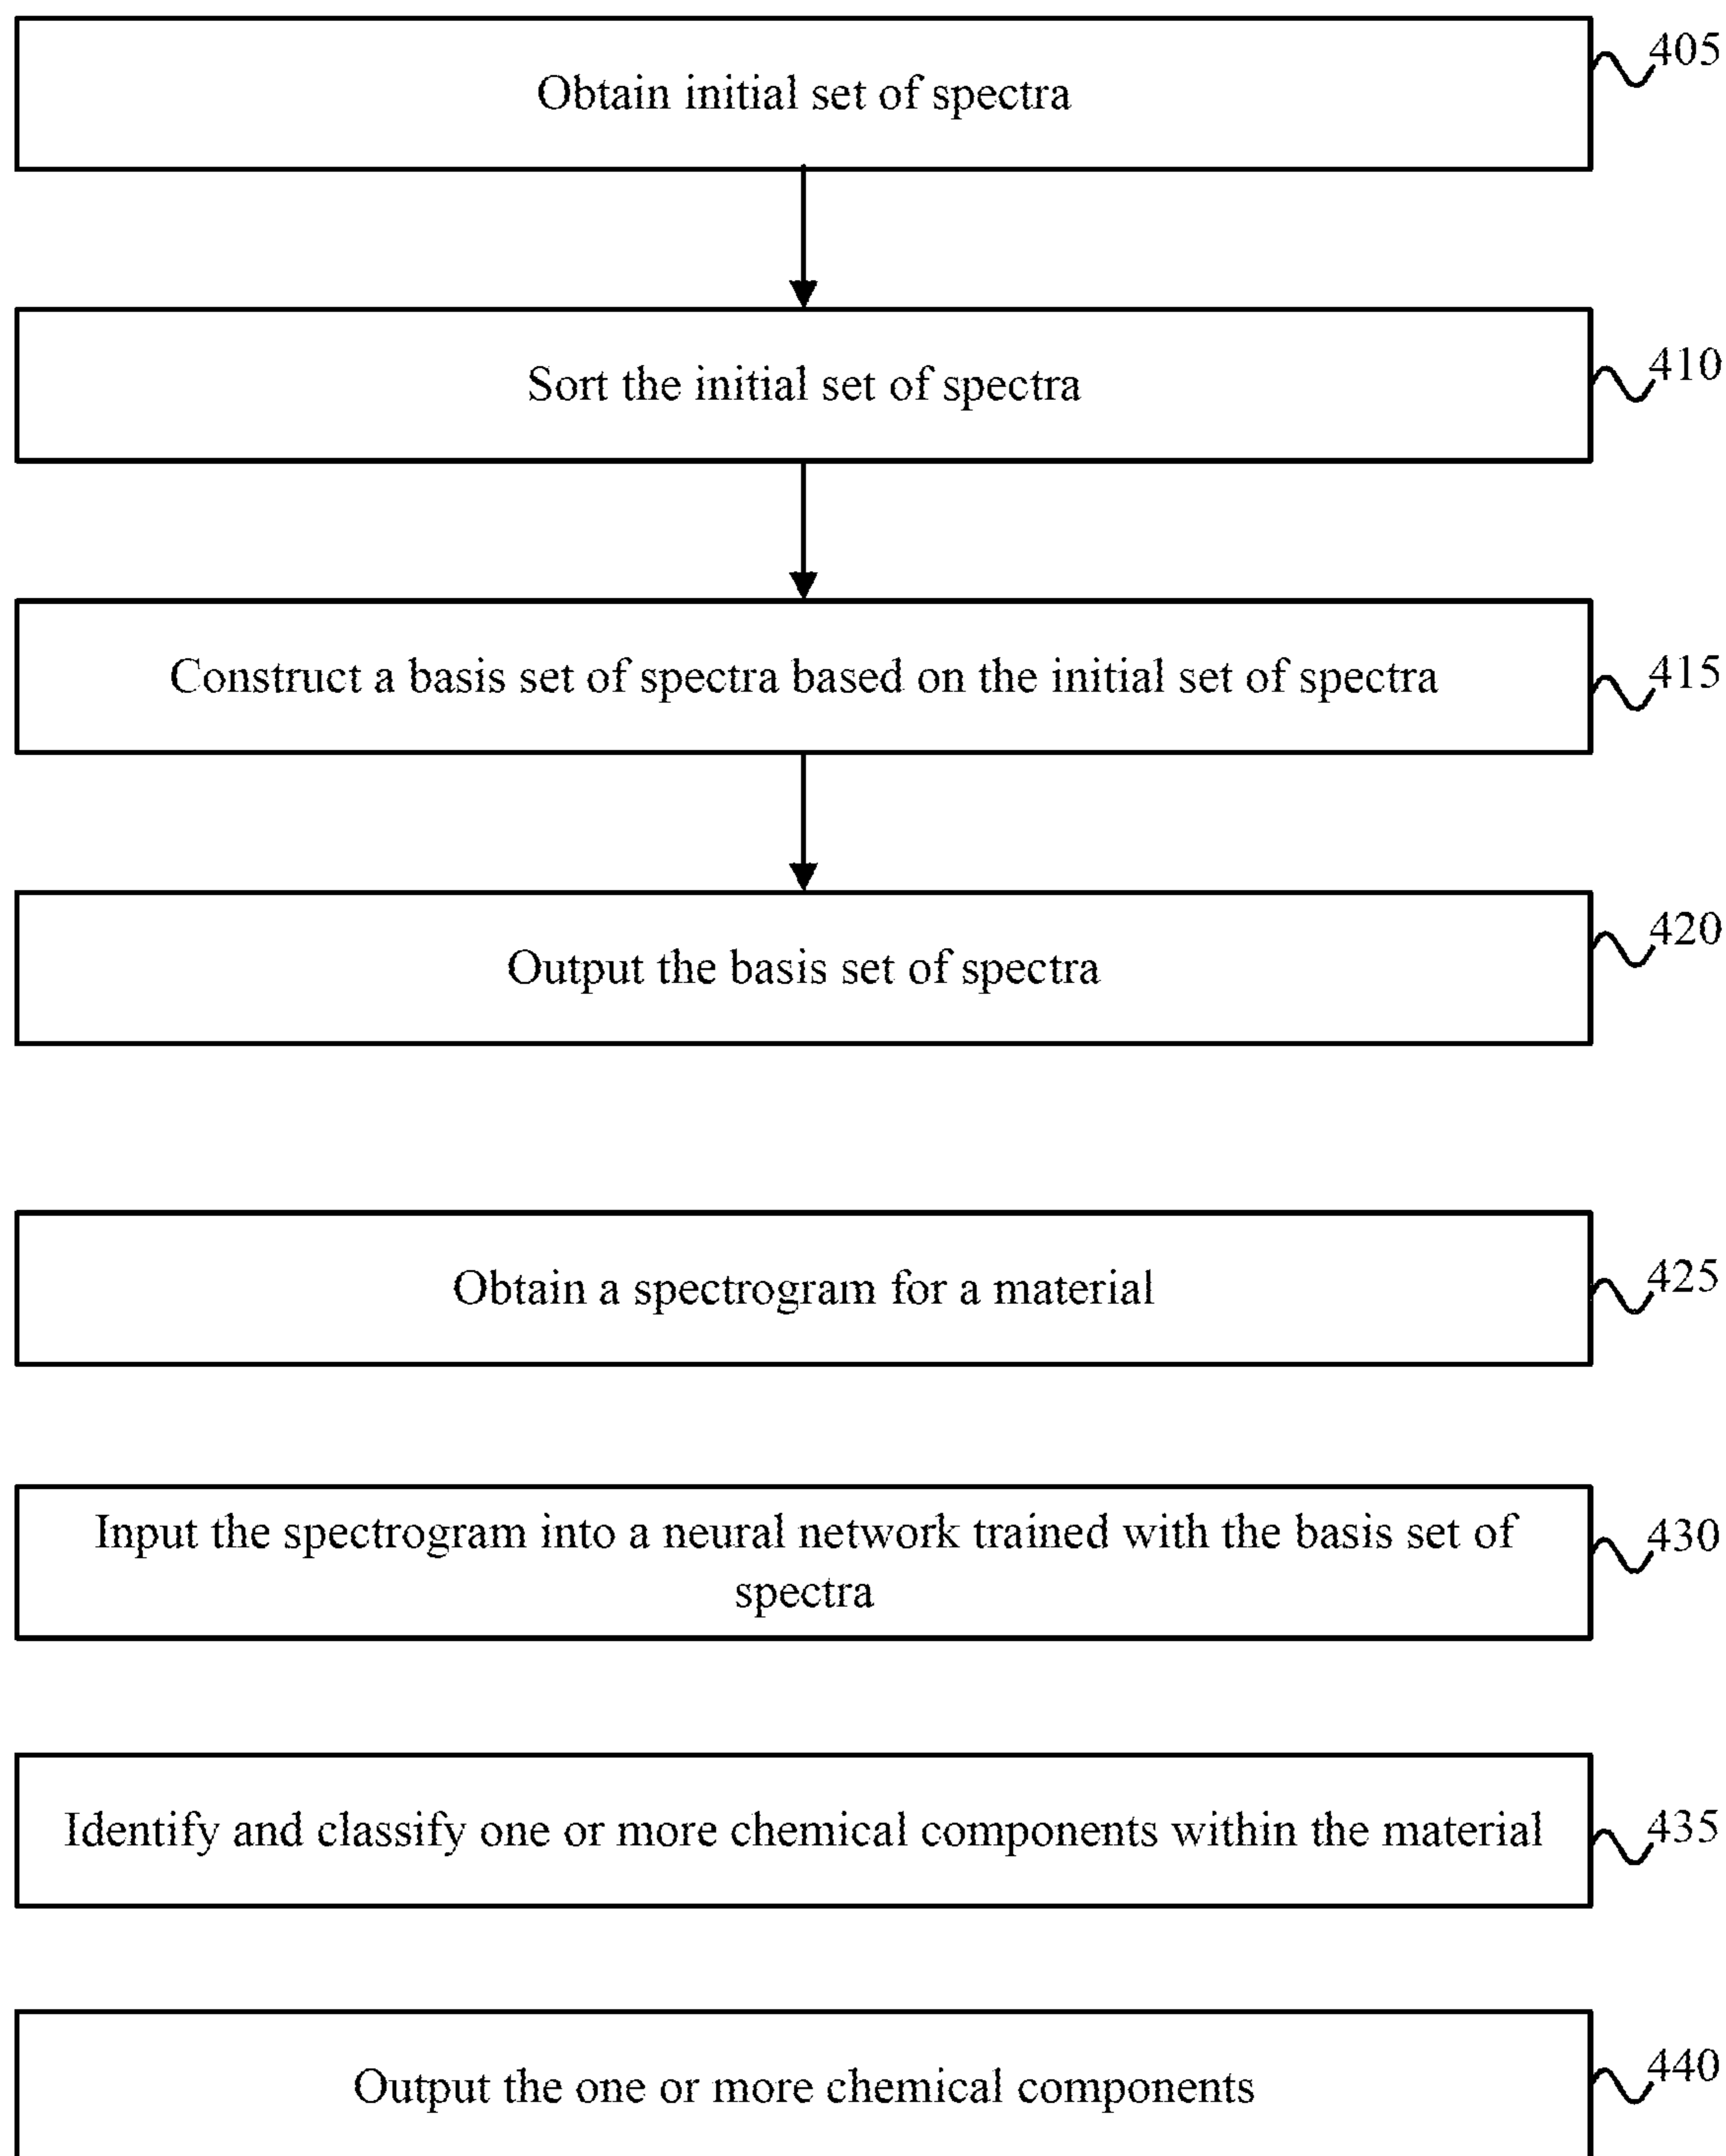 Obtain initial set of spectra
405
Sort the initial set of spectra
410
Construct a basis set of spectra based on the initial set of spectra
415
Output the basis set of spectra
420
Obtain a spectrogram for a material
425
Input the spectrogram into a neural network trained with the basis set of
spectra
430
Identify and classify one or more chemical components within the material
435
Output the one or more chemical components
440